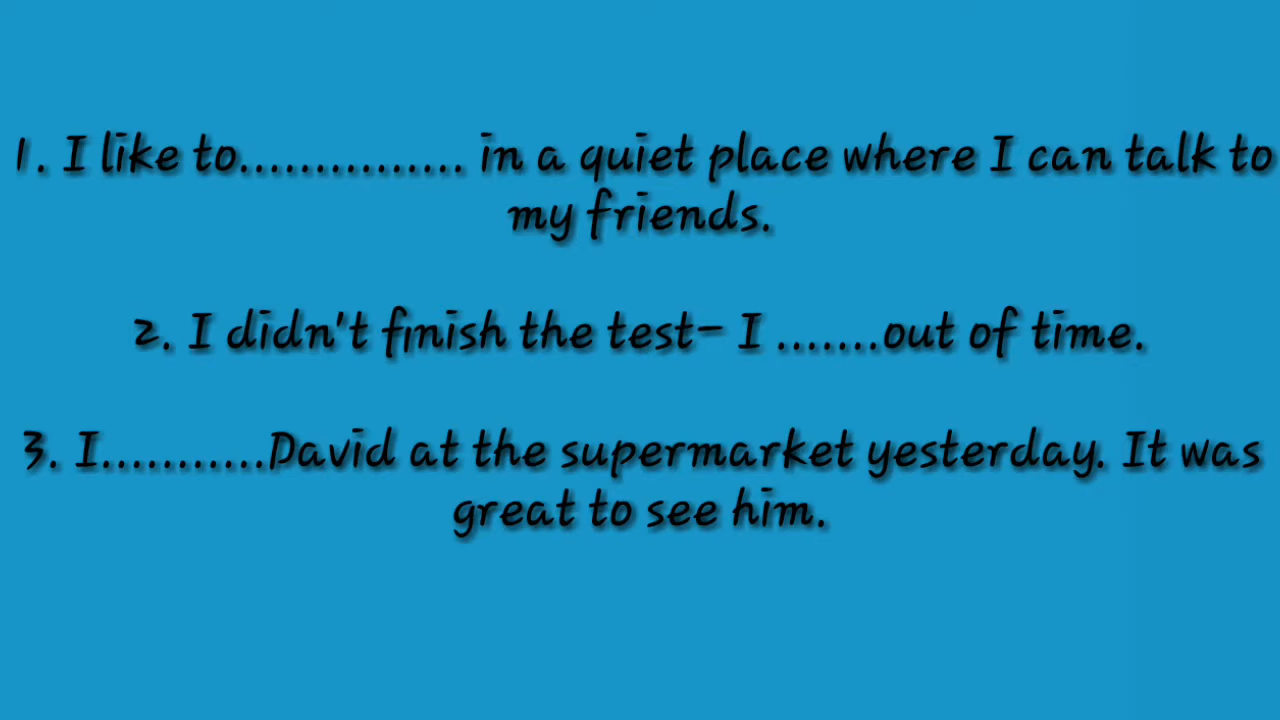 1. I like to............... in a quiet place where I can talk to
my friends.
2. I didn't finish the test- I .......out of time.
3. I...........David at the supermarket yesterday. It was
great to see him.